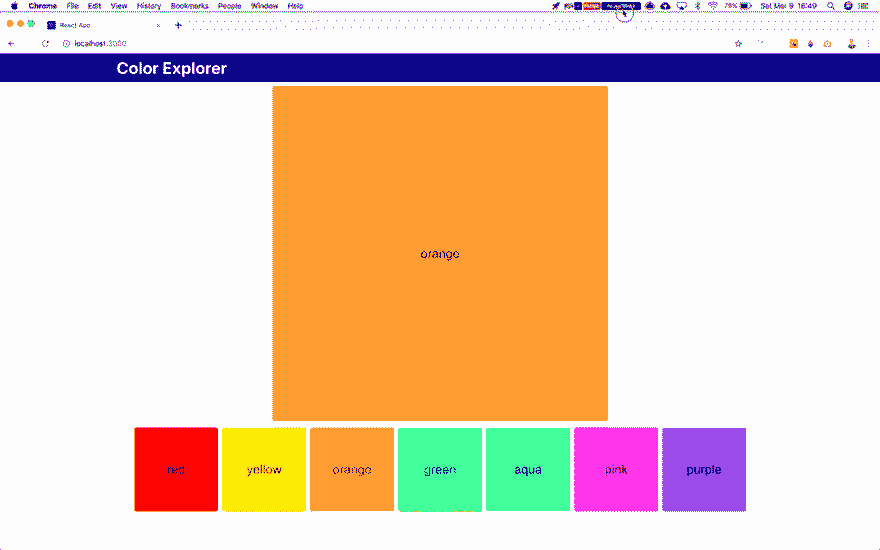 Chrome File Edit View History Bookmarks People Window Help 78% Sat Mar 9 16:49
React App
localhost:3000
Color Explorer
orange
red yellow orange green aqua pink purple